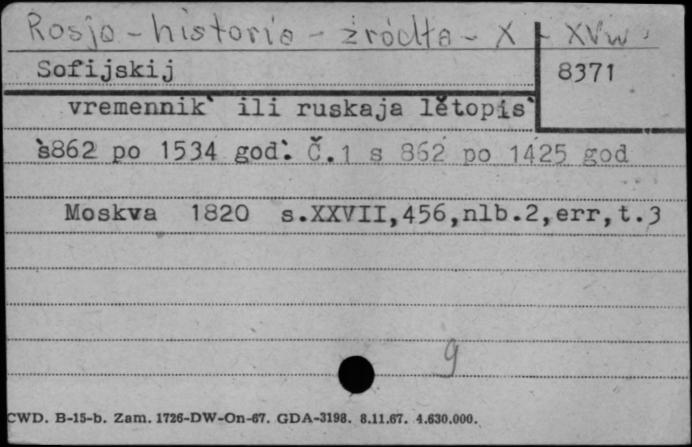 Rosja - historia - źródła - X - XVw.
Sofijskij
8371
vremennik` ili ruskaja lětopis`
s862 po 1534 god`. Č.1 s 862 po 1425 god
Moskva 1820 s.XXVII,456,nlb.2,err,t.3
g
CWD. B-15-b. Zam. 1726-DW-On-67. GDA-3198. 8.11.67. 4.630.000.